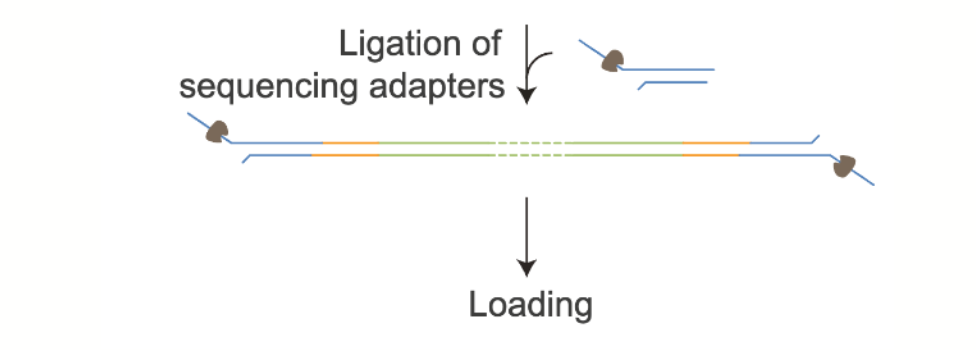 Ligation of
sequencing adapters
Loading